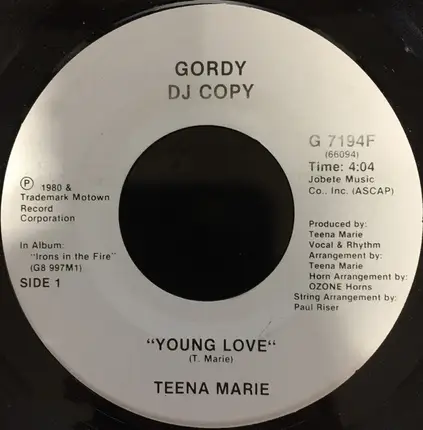 GORDY
DJ COPY
G 7194F
(66094)
Time: 4:04
Jobete Music
Co., Inc. (ASCAP)
Ⓟ 1980 &
Trademark Motown
Record
Corporation
In Album:
"Irons in the Fire"
(G8 997M1)
SIDE 1
Produced by:
Teena Marie
Vocal & Rhythm
Arrangement by:
Teena Marie
Horn Arrangement by:
OZONE Horns
String Arrangement by:
Paul Riser
"YOUNG LOVE"
(T. Marie)
TEENA MARIE